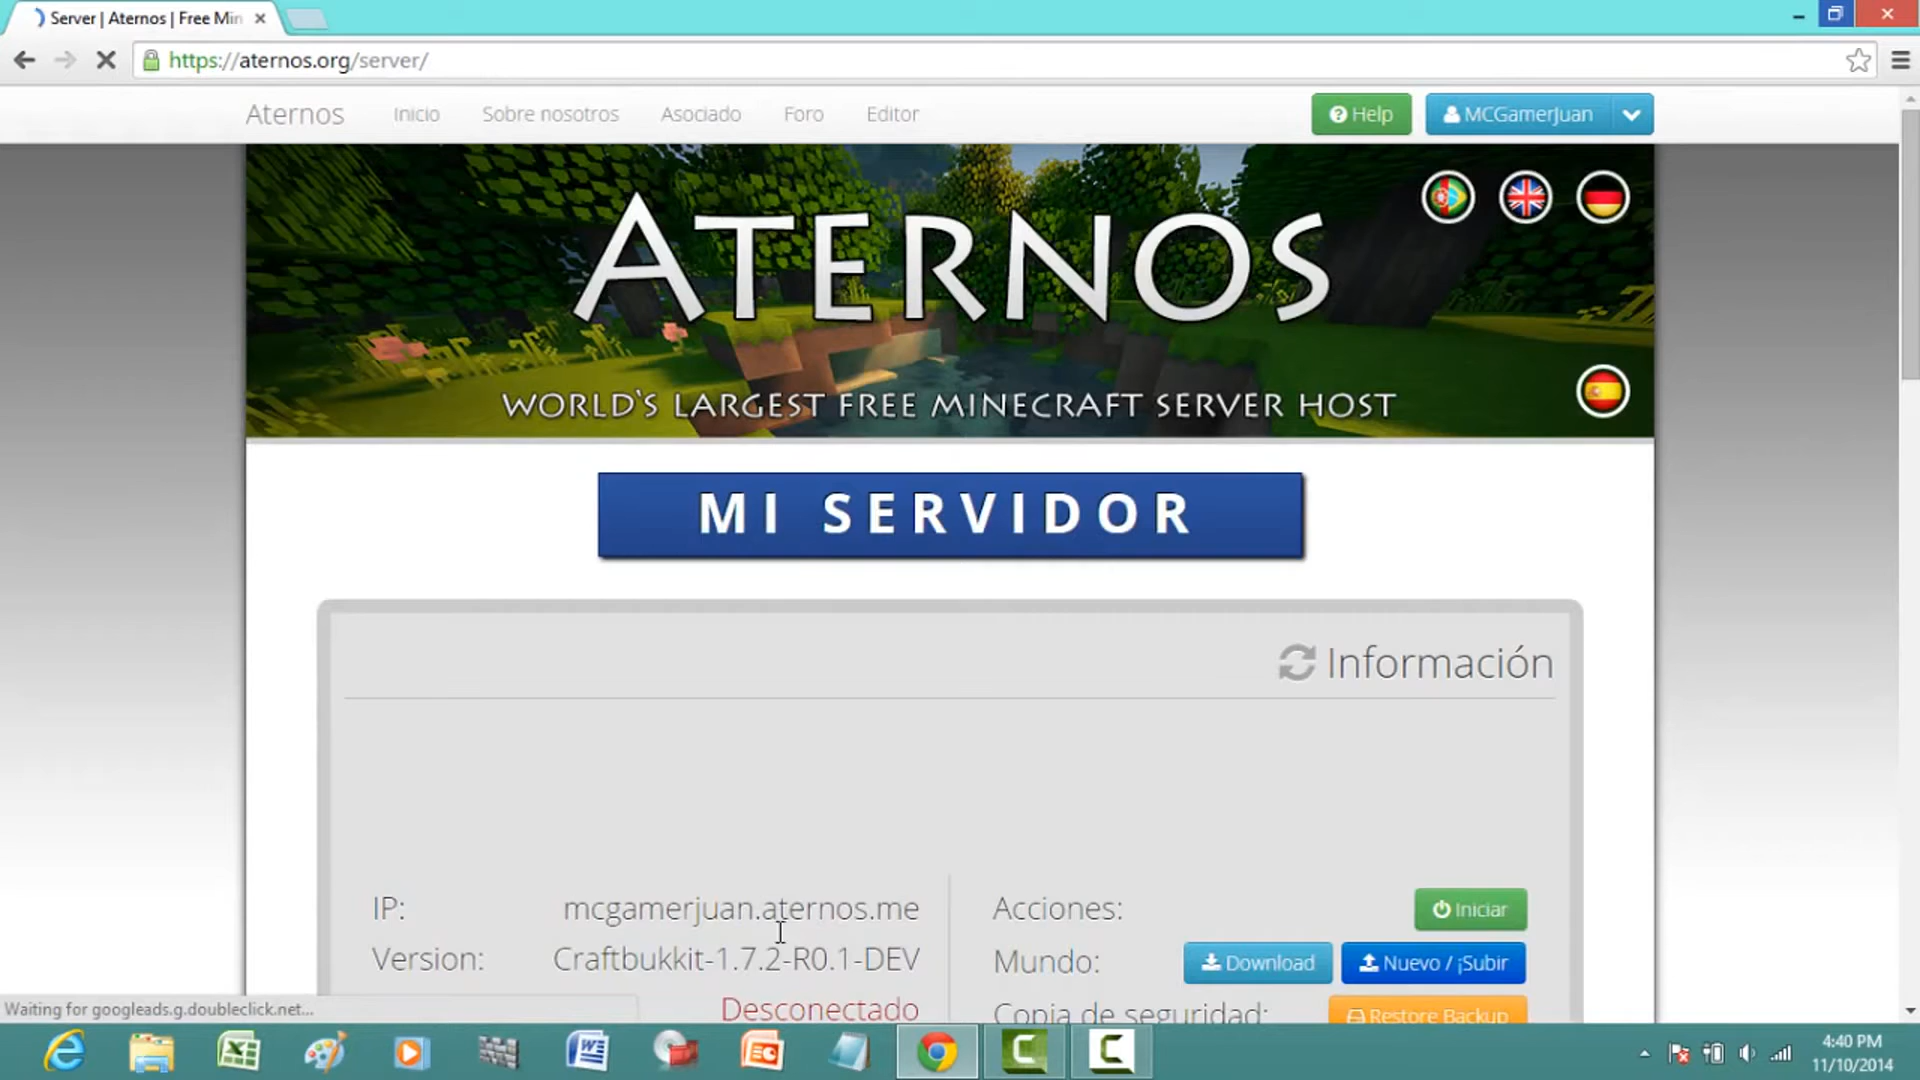 Server | Aternos | Free Min
https://aternos.org/server/
Aternos Inicio Sobre nosotros Asociado Foro Editor Help MCGamerJuan
ATERNOS
WORLD'S LARGEST FREE MINECRAFT SERVER HOST
MI SERVIDOR
Información
IP: mcgamerjuan.aternos.me Acciones: Iniciar
Version: Craftbukkit-1.7.2-R0.1-DEV Mundo: Download Nuevo / ¡Subir
Desconectado Copia de seguridad: Restore Backup
Waiting for googleads.g.doubleclick.net...
4:40 PM
11/10/2014